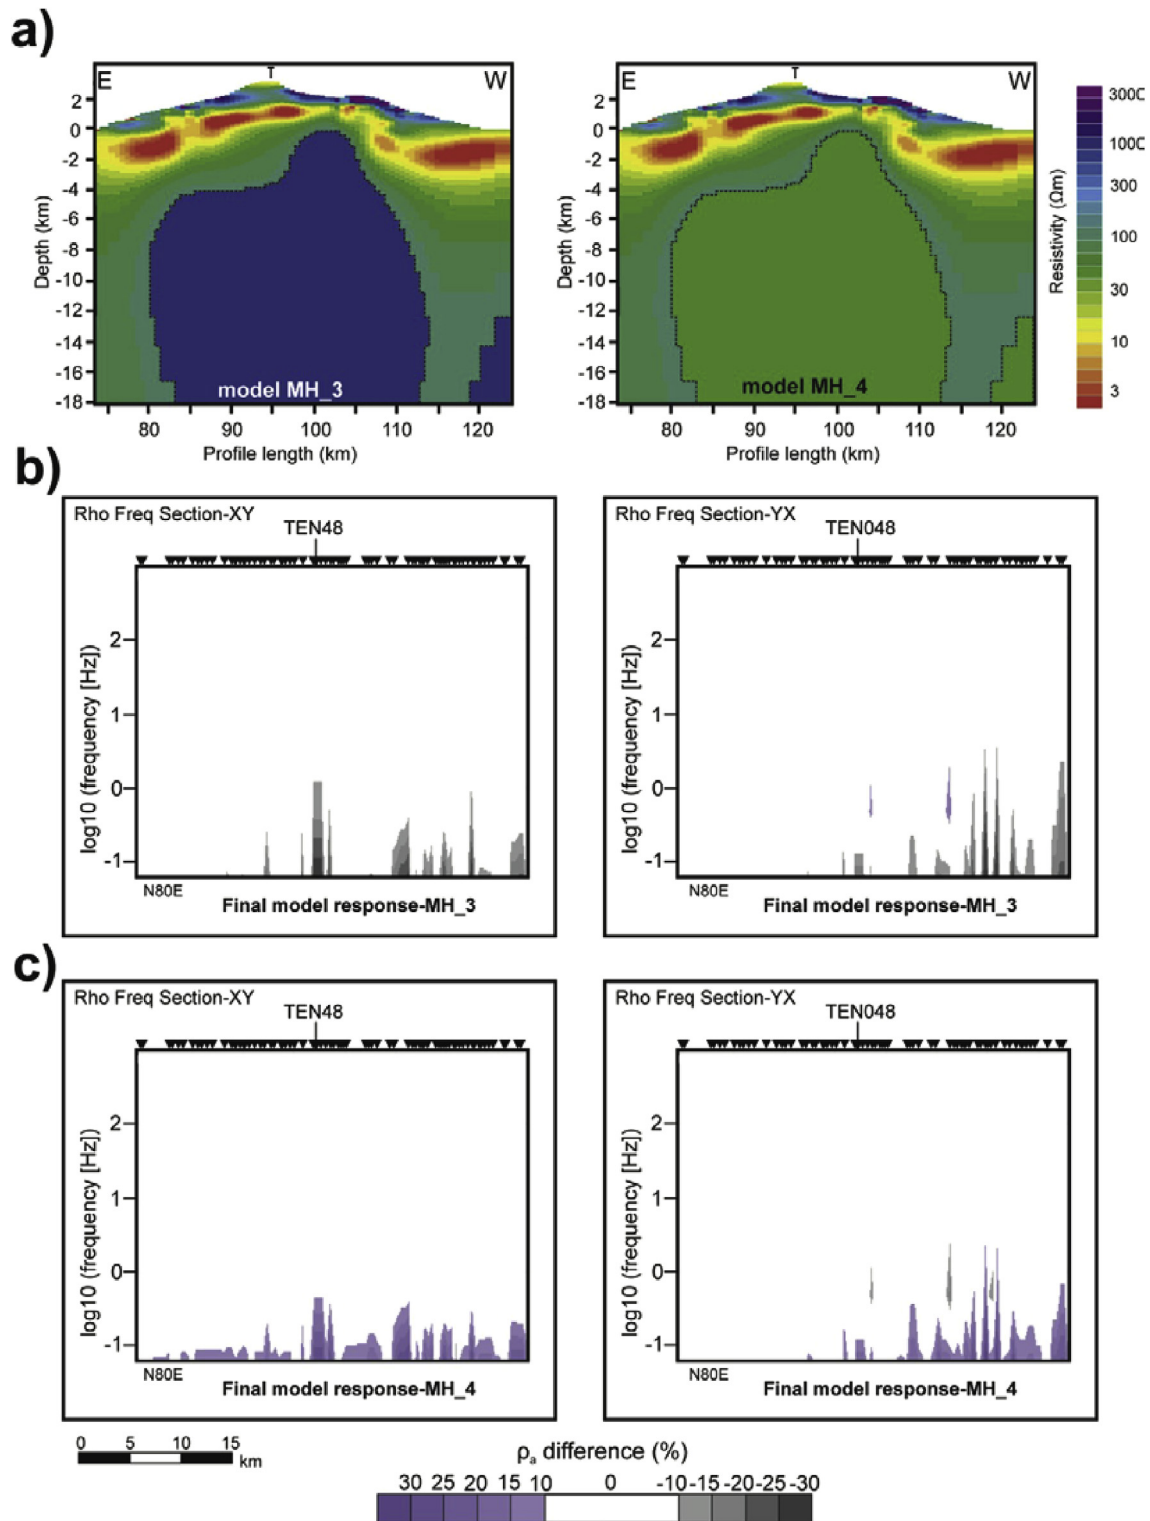 a)
E T W
2
0
-2
-4
-6
-8
-10
-12
-14
-16
-18
Depth (km)
model MH_3
80 90 100 110 120
Profile length (km)
E T W
2
0
-2
-4
-6
-8
-10
-12
-14
-16
-18
Depth (km)
model MH_4
80 90 100 110 120
Profile length (km)
300C
100C
300
100
30
10
3
Resistivity (Ωm)
b)
Rho Freq Section-XY
TEN48
2
1
0
-1
log10 (frequency [Hz])
N80E
Final model response-MH_3
Rho Freq Section-YX
TEN048
2
1
0
-1
log10 (frequency [Hz])
N80E
Final model response-MH_3
c)
Rho Freq Section-XY
TEN48
2
1
0
-1
log10 (frequency [Hz])
N80E
Final model response-MH_4
Rho Freq Section-YX
TEN048
2
1
0
-1
log10 (frequency [Hz])
N80E
Final model response-MH_4
0 5 10 15
km
ρa difference (%)
30 25 20 15 10 0 -10 -15 -20 -25 -30